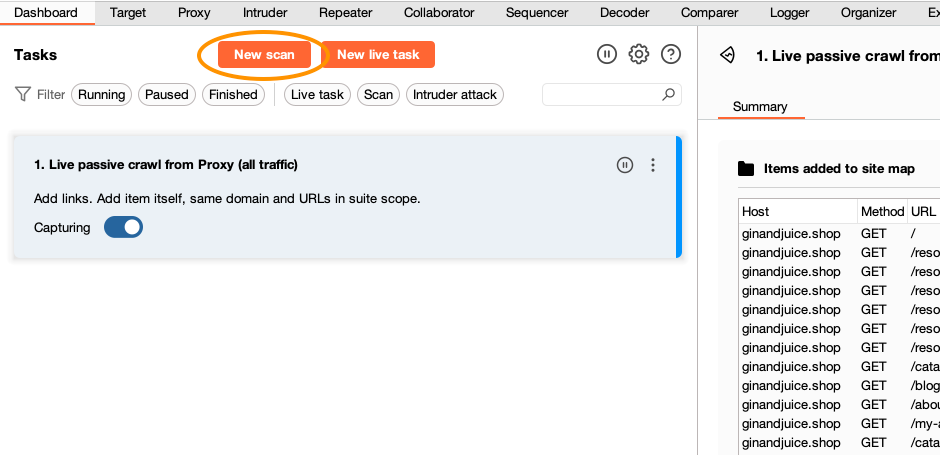 Dashboard Target Proxy Intruder Repeater Collaborator Sequencer Decoder Comparer Logger Organizer
Tasks New scan New live task
Filter Running Paused Finished Live task Scan Intruder attack
1. Live passive crawl from Proxy (all traffic)
Add links. Add item itself, same domain and URLs in suite scope.
Capturing
1. Live passive crawl from
Summary
Items added to site map
Host Method URL
ginandjuice.shop GET /
ginandjuice.shop GET /reso
ginandjuice.shop GET /reso
ginandjuice.shop GET /reso
ginandjuice.shop GET /reso
ginandjuice.shop GET /reso
ginandjuice.shop GET /reso
ginandjuice.shop GET /cata
ginandjuice.shop GET /blog
ginandjuice.shop GET /abou
ginandjuice.shop GET /my-a
ginandjuice.shop GET /cata